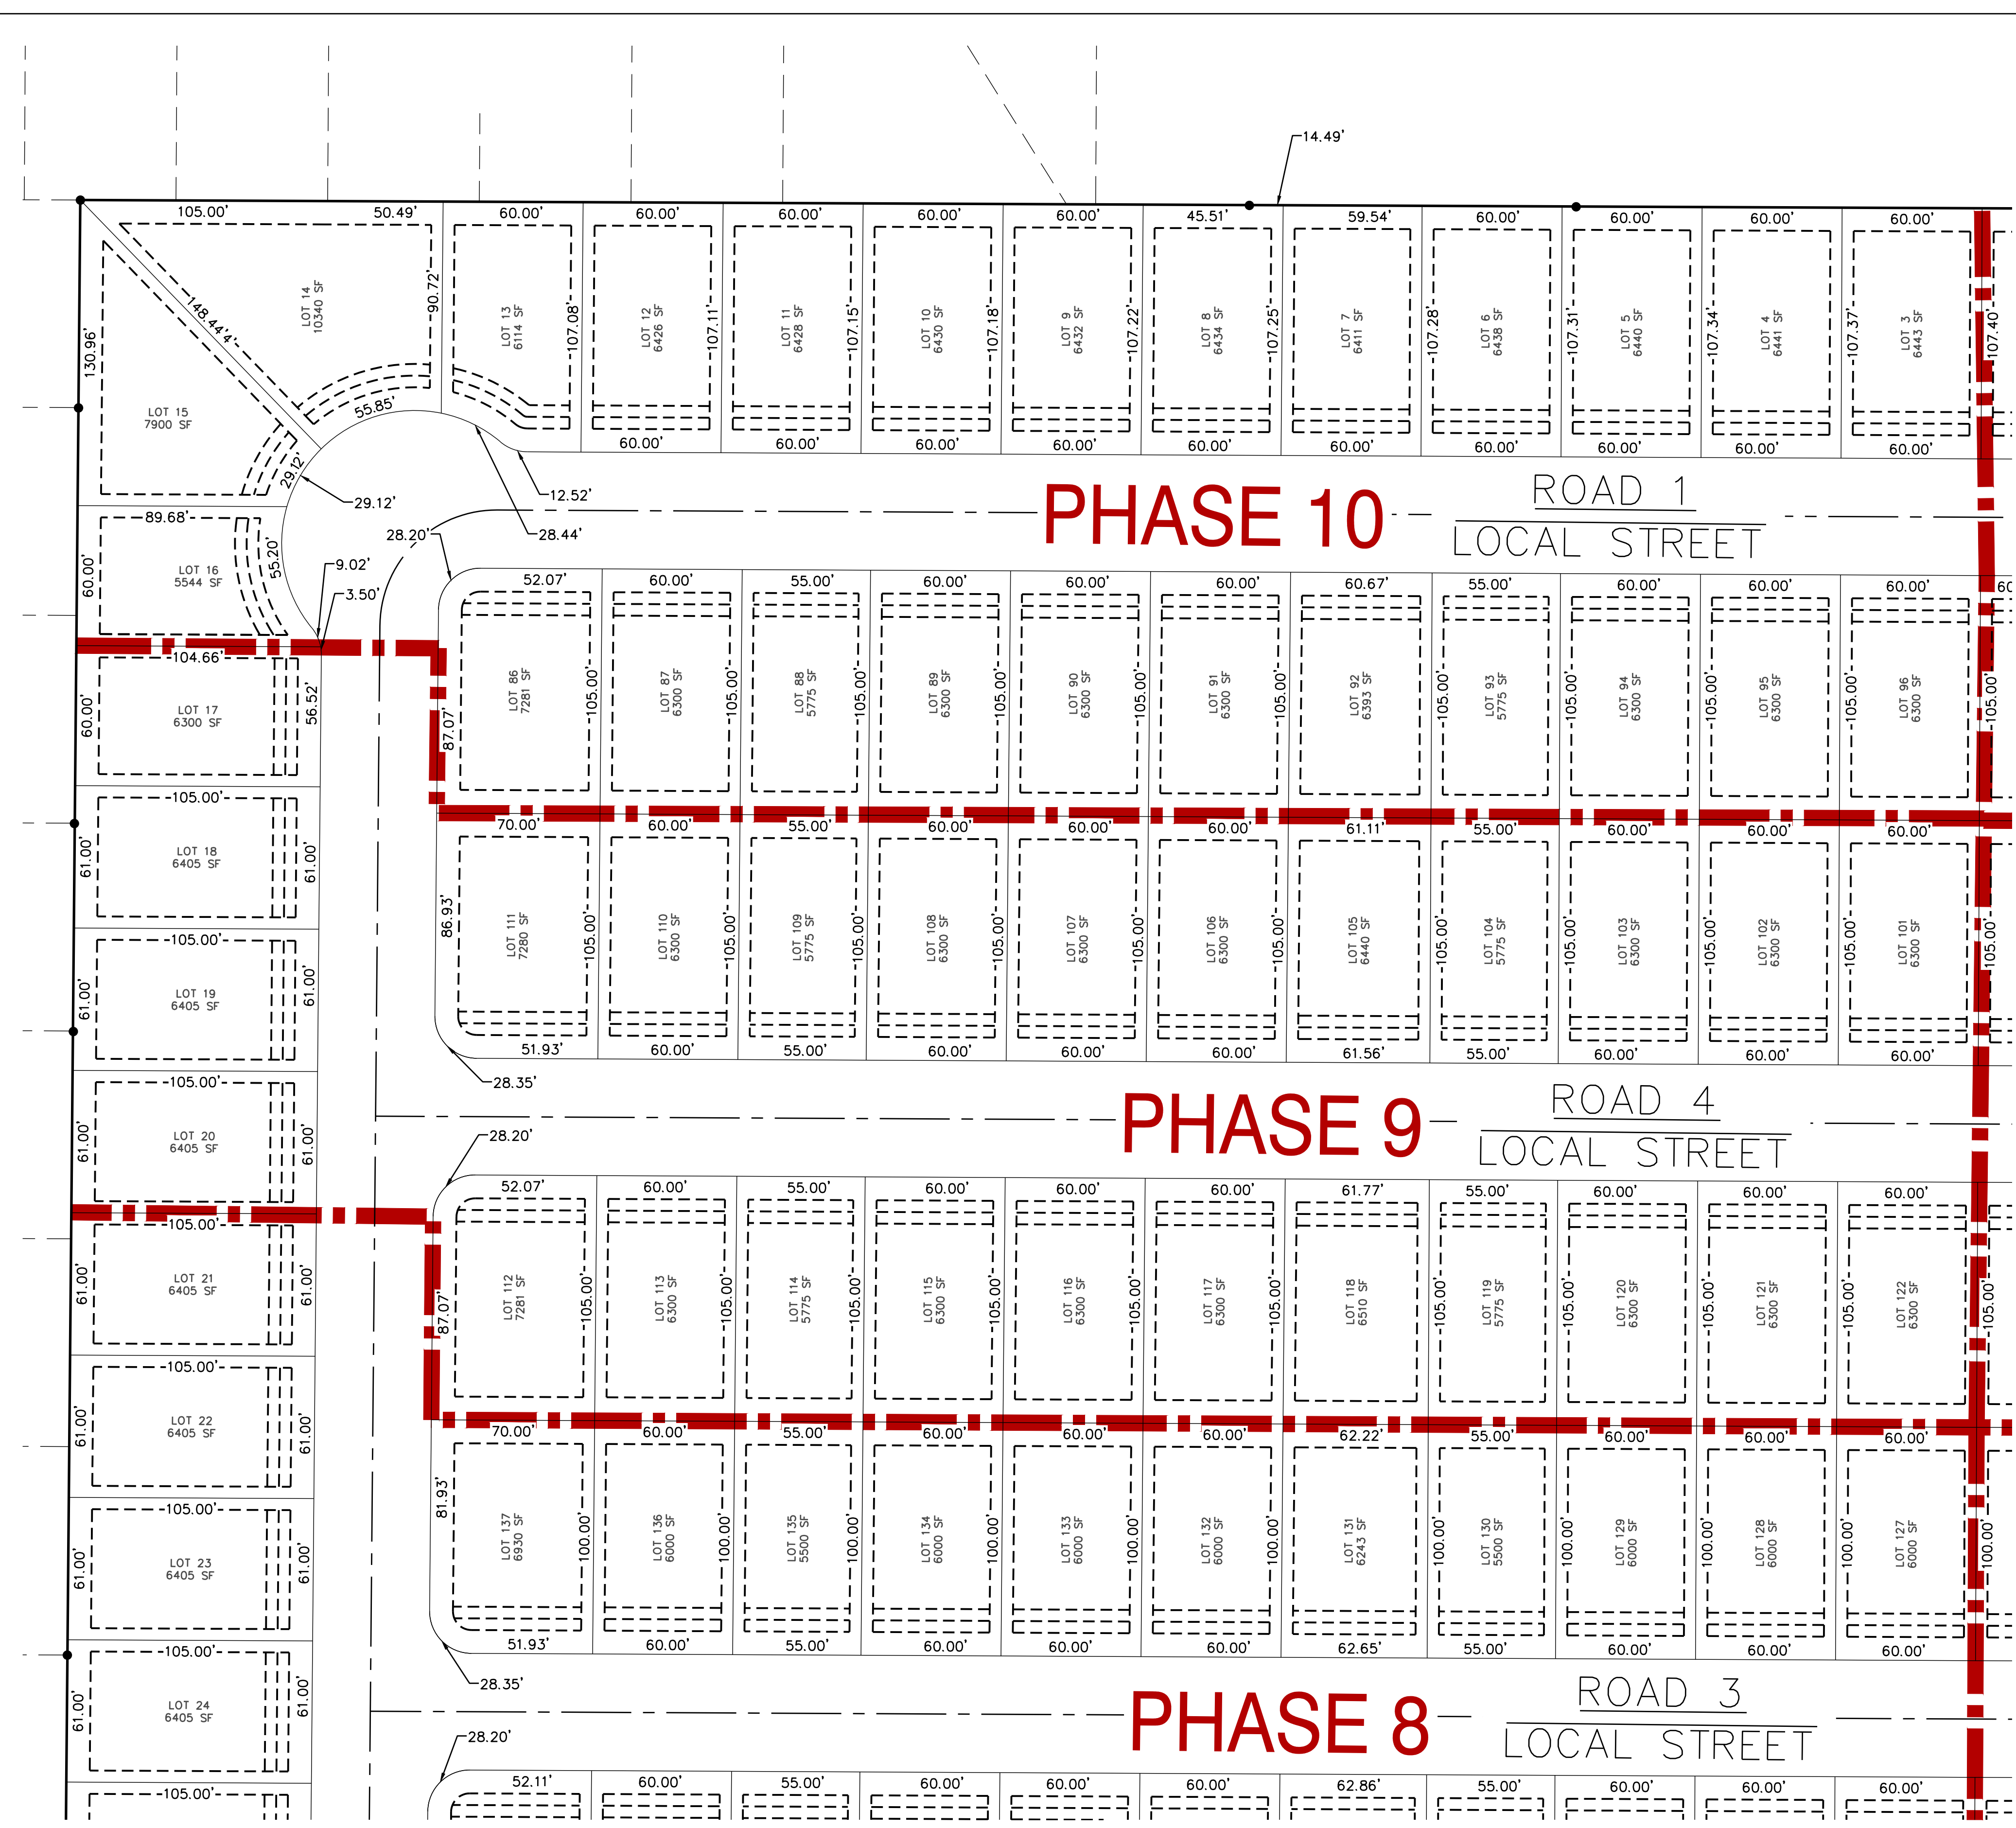 14.49'
105.00' 50.49' 60.00' 60.00' 60.00' 60.00' 60.00' 45.51' 59.54' 60.00' 60.00' 60.00' 60.00'
130.96'
148.44'
LOT 14
10340 SF
90.72'
LOT 13
6114 SF
107.08'
LOT 12
6426 SF
107.11'
LOT 11
6428 SF
107.15'
LOT 10
6430 SF
107.18'
LOT 9
6432 SF
107.22'
LOT 8
6434 SF
107.25'
LOT 7
6411 SF
107.28'
LOT 6
6438 SF
107.31'
LOT 5
6440 SF
107.34'
LOT 4
6441 SF
107.37'
LOT 3
6443 SF
107.40'
LOT 15
7900 SF
55.85'
29.12'
60.00' 60.00' 60.00' 60.00' 60.00' 60.00' 60.00' 60.00' 60.00' 60.00'
29.12'
12.52'
28.20'
28.44'
PHASE 10
ROAD 1
LOCAL STREET
89.68'
60.00'
LOT 16
5544 SF
55.20'
9.02'
3.50'
52.07' 60.00' 55.00' 60.00' 60.00' 60.00' 60.67' 55.00' 60.00' 60.00' 60.00'
104.66'
60.00'
LOT 17
6300 SF
56.52'
87.07'
LOT 86
7281 SF
105.00'
LOT 87
6300 SF
105.00'
LOT 88
5775 SF
105.00'
LOT 89
6300 SF
105.00'
LOT 90
6300 SF
105.00'
LOT 91
6300 SF
105.00'
LOT 92
6393 SF
105.00'
LOT 93
5775 SF
105.00'
LOT 94
6300 SF
105.00'
LOT 95
6300 SF
105.00'
LOT 96
6300 SF
105.00'
70.00' 60.00' 55.00' 60.00' 60.00' 60.00' 61.11' 55.00' 60.00' 60.00' 60.00'
105.00'
61.00'
LOT 18
6405 SF
61.00'
86.93'
LOT 111
7280 SF
105.00'
LOT 110
6300 SF
105.00'
LOT 109
5775 SF
105.00'
LOT 108
6300 SF
105.00'
LOT 107
6300 SF
105.00'
LOT 106
6300 SF
105.00'
LOT 105
6440 SF
105.00'
LOT 104
5775 SF
105.00'
LOT 103
6300 SF
105.00'
LOT 102
6300 SF
105.00'
LOT 101
6300 SF
105.00'
105.00'
61.00'
LOT 19
6405 SF
61.00'
51.93' 60.00' 55.00' 60.00' 60.00' 60.00' 61.56' 55.00' 60.00' 60.00' 60.00'
28.35'
PHASE 9
ROAD 4
LOCAL STREET
105.00'
61.00'
LOT 20
6405 SF
61.00'
28.20'
52.07' 60.00' 55.00' 60.00' 60.00' 60.00' 61.77' 55.00' 60.00' 60.00' 60.00'
105.00'
61.00'
LOT 21
6405 SF
61.00'
87.07'
LOT 112
7281 SF
105.00'
LOT 113
6300 SF
105.00'
LOT 114
5775 SF
105.00'
LOT 115
6300 SF
105.00'
LOT 116
6300 SF
105.00'
LOT 117
6300 SF
105.00'
LOT 118
6510 SF
105.00'
LOT 119
5775 SF
105.00'
LOT 120
6300 SF
105.00'
LOT 121
6300 SF
105.00'
LOT 122
6300 SF
105.00'
105.00'
61.00'
LOT 22
6405 SF
61.00'
70.00' 60.00' 55.00' 60.00' 60.00' 60.00' 62.22' 55.00' 60.00' 60.00' 60.00'
105.00'
61.00'
LOT 23
6405 SF
61.00'
81.93'
LOT 137
6930 SF
100.00'
LOT 136
6000 SF
100.00'
LOT 135
5500 SF
100.00'
LOT 134
6000 SF
100.00'
LOT 133
6000 SF
100.00'
LOT 132
6000 SF
100.00'
LOT 131
6243 SF
100.00'
LOT 130
5500 SF
100.00'
LOT 129
6000 SF
100.00'
LOT 128
6000 SF
100.00'
LOT 127
6000 SF
100.00'
51.93' 60.00' 55.00' 60.00' 60.00' 60.00' 62.65' 55.00' 60.00' 60.00' 60.00'
105.00'
61.00'
LOT 24
6405 SF
61.00'
28.35'
PHASE 8
ROAD 3
LOCAL STREET
28.20'
105.00'
52.11' 60.00' 55.00' 60.00' 60.00' 60.00' 62.86' 55.00' 60.00' 60.00' 60.00'